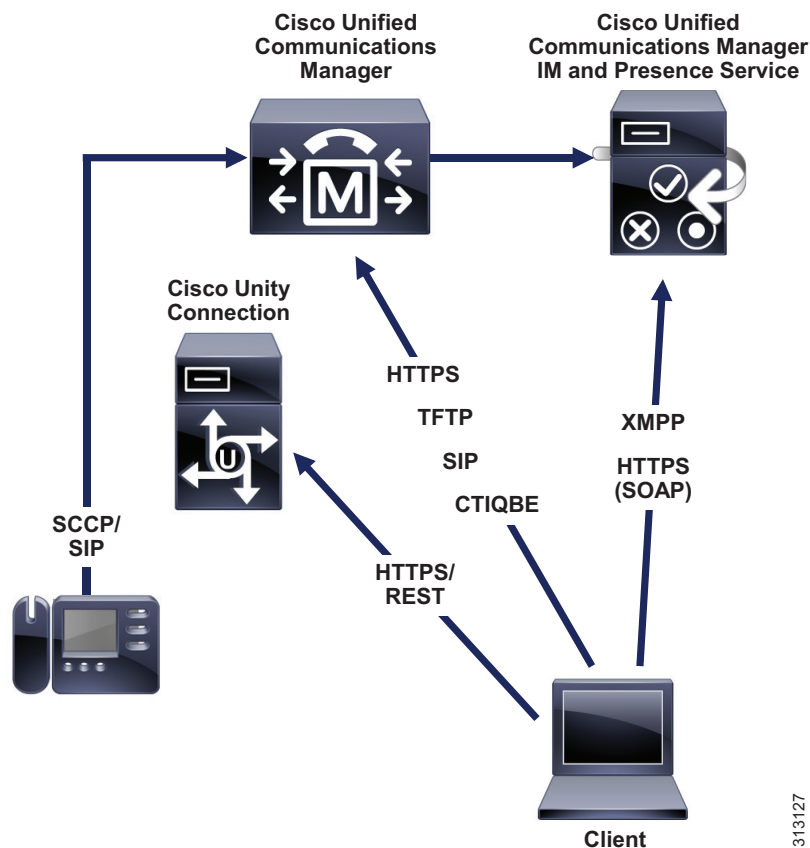 Cisco Unified
Communications
Manager
Cisco Unified
Communications Manager
IM and Presence Service
M
Cisco Unity
Connection
U
HTTPS
TFTP
SIP
CTIQBE
XMPP
HTTPS
(SOAP)
SCCP/
SIP
HTTPS/
REST
Client
313127